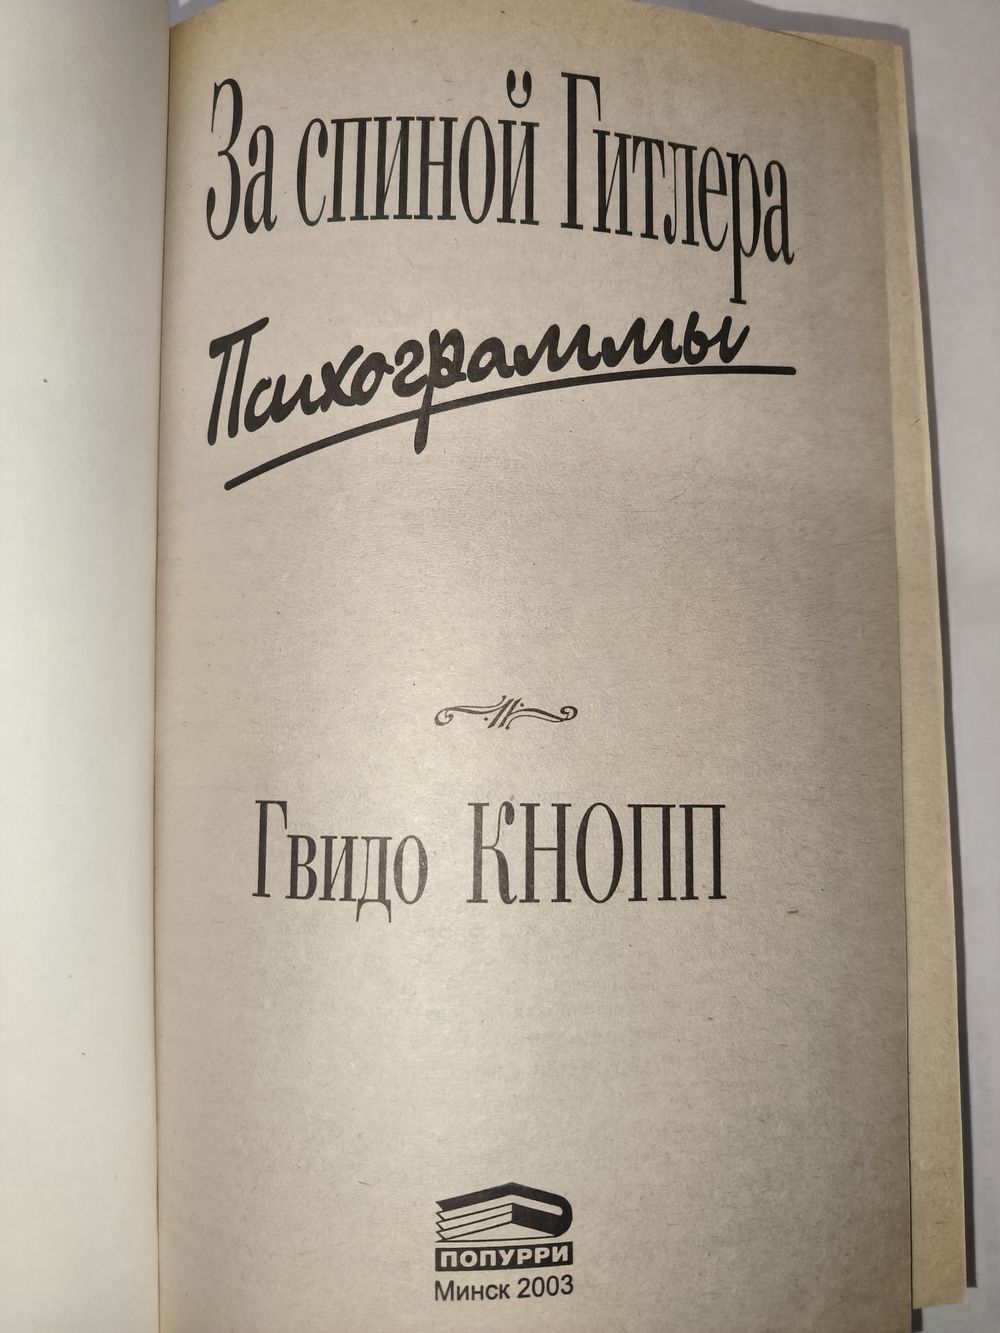 За спиной Гитлера
Психограммы
Гвидо КНОПП
ПОПУРРИ
Минск 2003